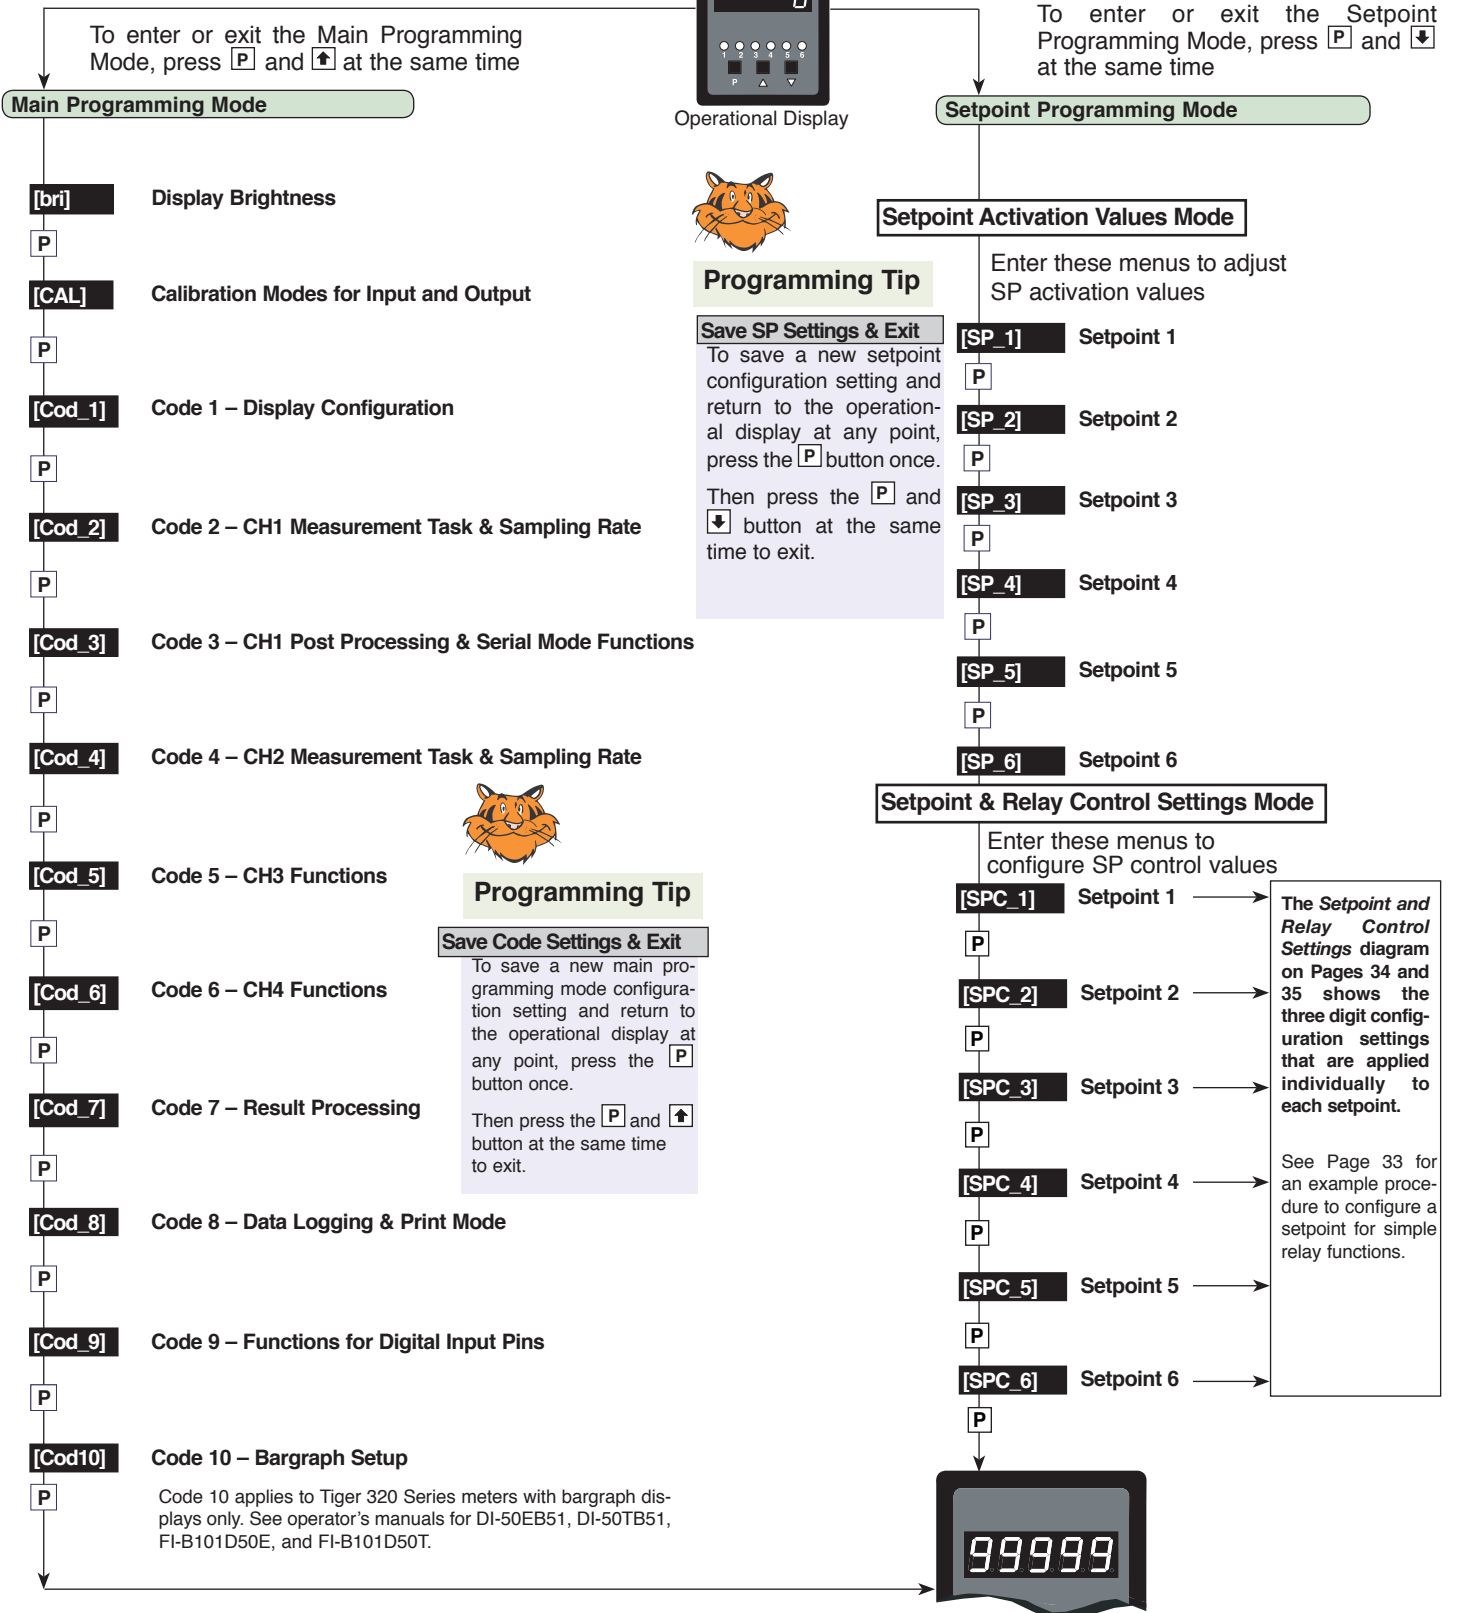 To enter or exit the Main Programming
Mode, press P and at the same time
Main Programming Mode
0
1 2 3 4 5 6
P
Operational Display
To enter or exit the Setpoint
Programming Mode, press P and
at the same time
Setpoint Programming Mode
[bri] Display Brightness
P
[CAL] Calibration Modes for Input and Output
P
[Cod_1] Code 1 – Display Configuration
P
[Cod_2] Code 2 – CH1 Measurement Task & Sampling Rate
P
[Cod_3] Code 3 – CH1 Post Processing & Serial Mode Functions
P
[Cod_4] Code 4 – CH2 Measurement Task & Sampling Rate
P
[Cod_5] Code 5 – CH3 Functions
P
[Cod_6] Code 6 – CH4 Functions
P
[Cod_7] Code 7 – Result Processing
P
[Cod_8] Code 8 – Data Logging & Print Mode
P
[Cod_9] Code 9 – Functions for Digital Input Pins
P
[Cod10] Code 10 – Bargraph Setup
P
Code 10 applies to Tiger 320 Series meters with bargraph dis-
plays only. See operator's manuals for DI-50EB51, DI-50TB51,
FI-B101D50E, and FI-B101D50T.
Programming Tip
Save SP Settings & Exit
To save a new setpoint
configuration setting and
return to the operation-
al display at any point,
press the P button once.
Then press the P and
button at the same
time to exit.
Programming Tip
Save Code Settings & Exit
To save a new main pro-
gramming mode configura-
tion setting and return to
the operational display at
any point, press the P
button once.
Then press the P and
button at the same time
to exit.
Setpoint Activation Values Mode
Enter these menus to adjust
SP activation values
[SP_1] Setpoint 1
P
[SP_2] Setpoint 2
P
[SP_3] Setpoint 3
P
[SP_4] Setpoint 4
P
[SP_5] Setpoint 5
P
[SP_6] Setpoint 6
Setpoint & Relay Control Settings Mode
Enter these menus to
configure SP control values
[SPC_1] Setpoint 1
P
[SPC_2] Setpoint 2
P
[SPC_3] Setpoint 3
P
[SPC_4] Setpoint 4
P
[SPC_5] Setpoint 5
P
[SPC_6] Setpoint 6
P
The Setpoint and
Relay Control
Settings diagram
on Pages 34 and
35 shows the
three digit config-
uration settings
that are applied
individually to
each setpoint.
See Page 33 for
an example proce-
dure to configure a
setpoint for simple
relay functions.
99999